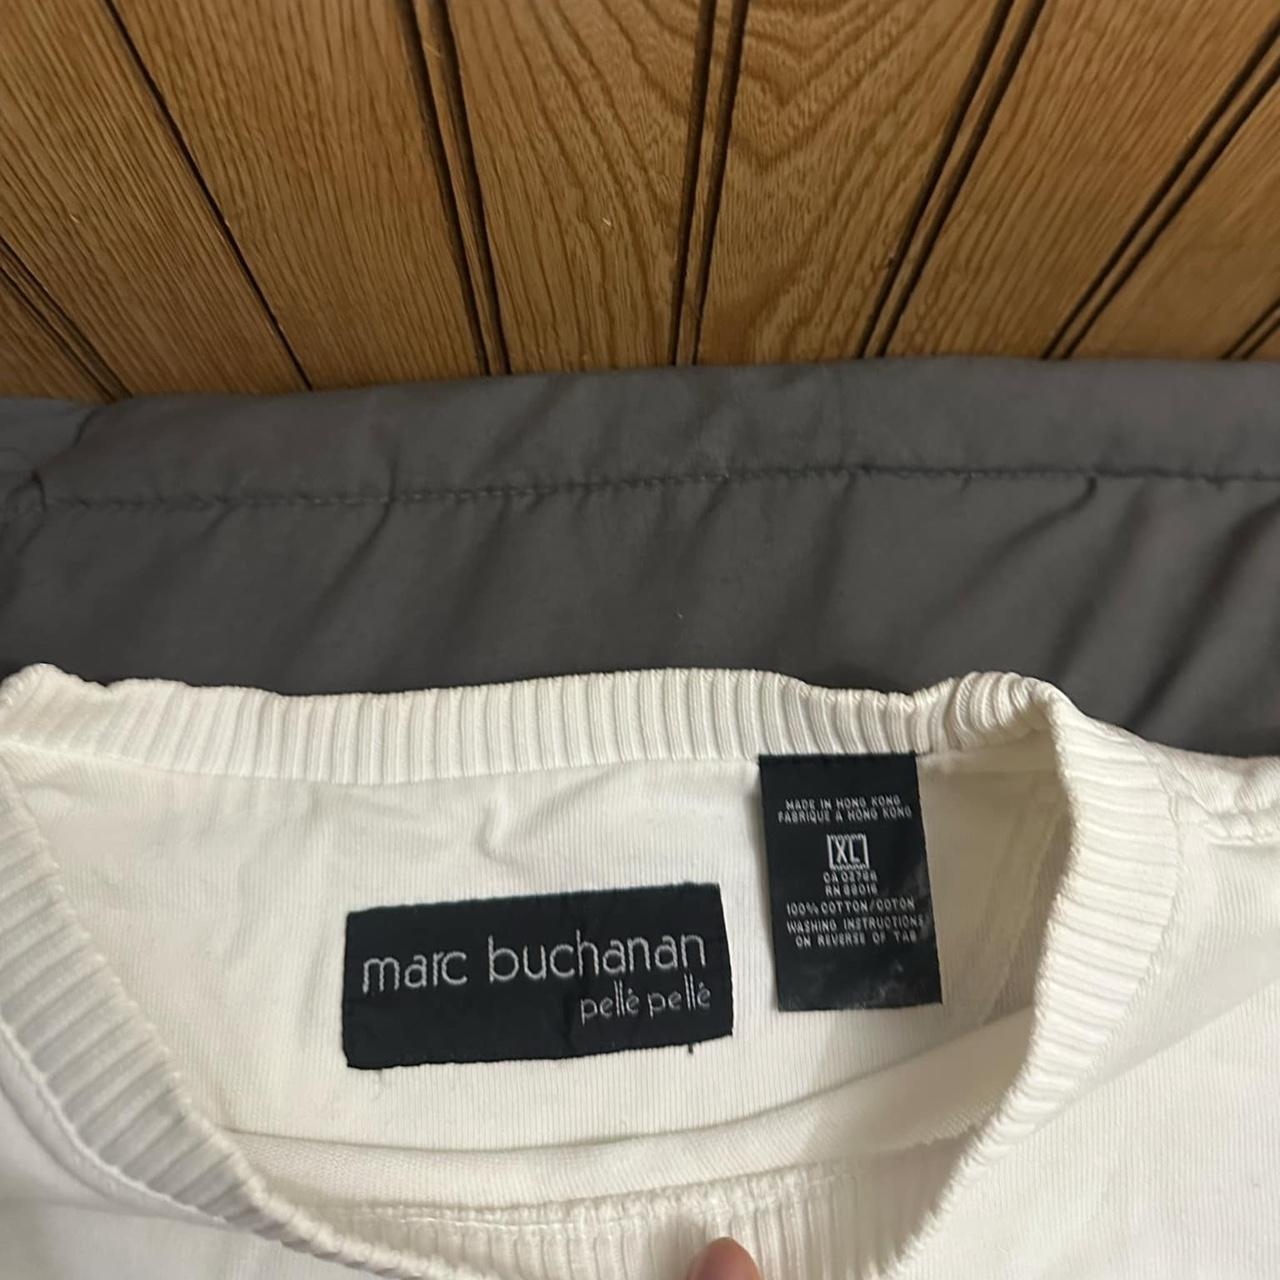 marc buchanan
pellé pellé
MADE IN HONG KONG
FABRIQUE A HONG KONG
XL
CA 02786
RN 88016
100% COTTON/COTON
WASHING INSTRUCTIONS
ON REVERSE OF TAB